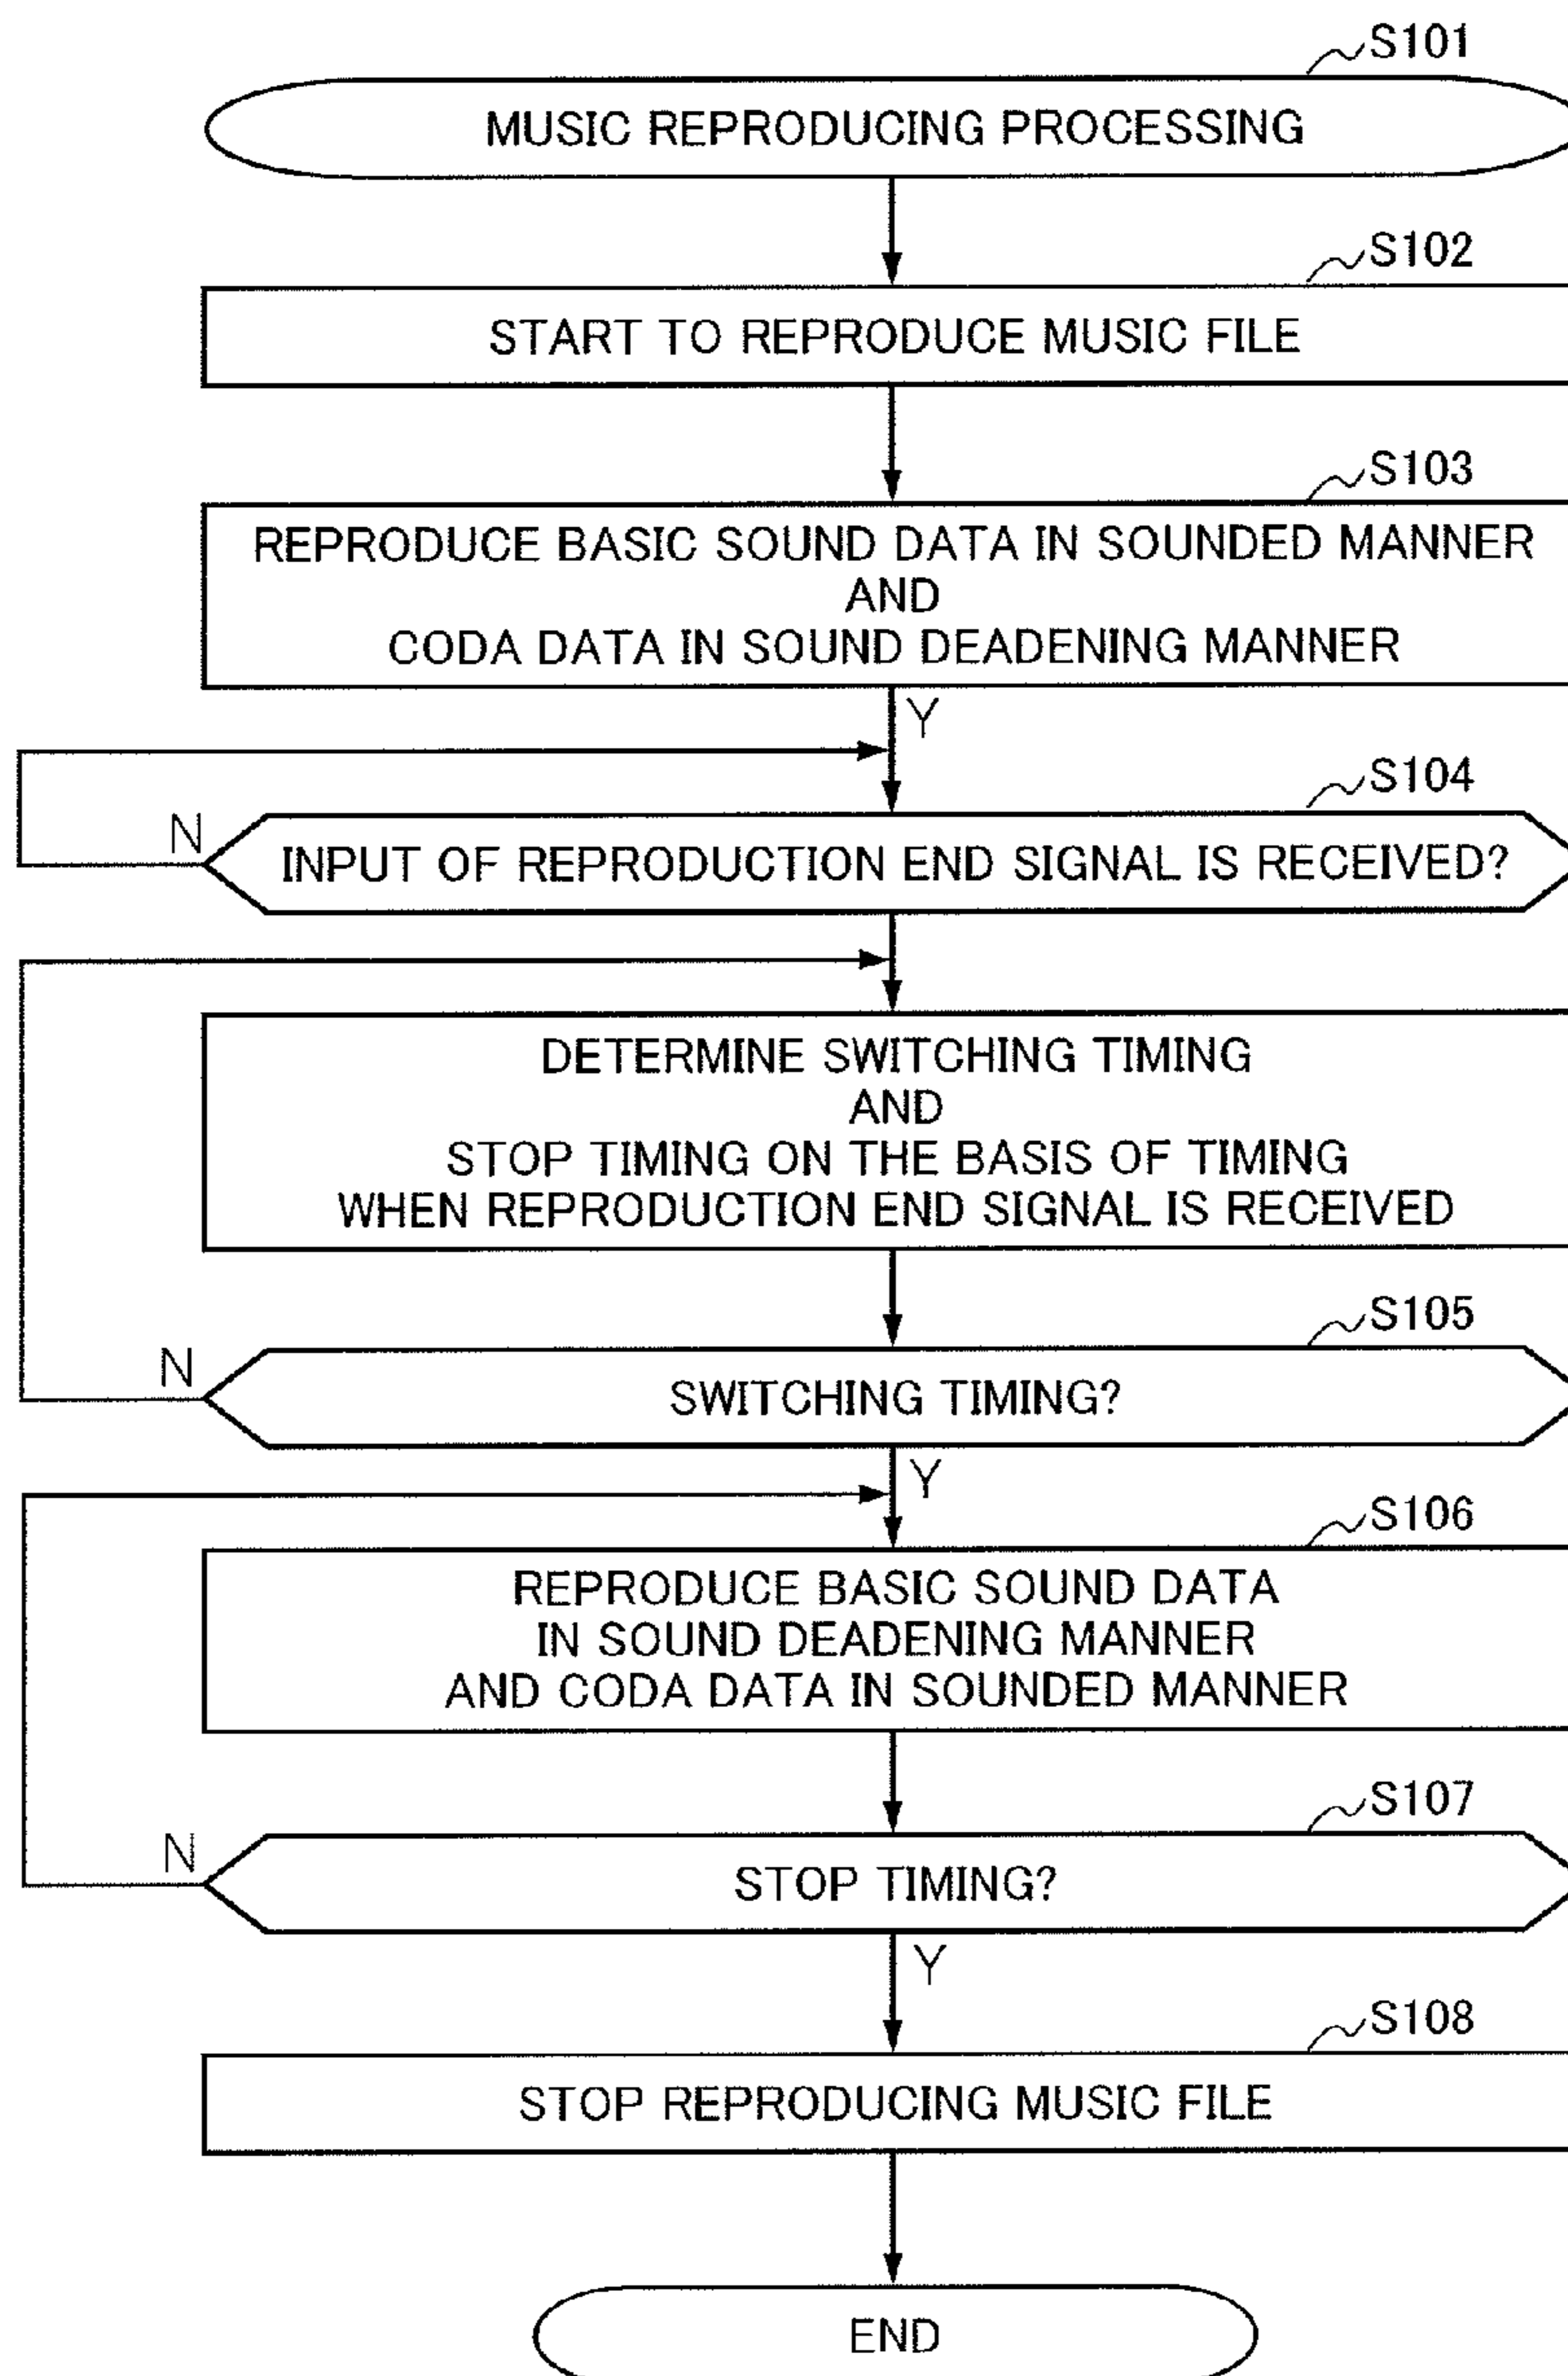 S101
MUSIC REPRODUCING PROCESSING
S102
START TO REPRODUCE MUSIC FILE
S103
REPRODUCE BASIC SOUND DATA IN SOUNDED MANNER
AND
CODA DATA IN SOUND DEADENING MANNER
Y
S104
N
INPUT OF REPRODUCTION END SIGNAL IS RECEIVED?
DETERMINE SWITCHING TIMING
AND
STOP TIMING ON THE BASIS OF TIMING
WHEN REPRODUCTION END SIGNAL IS RECEIVED
S105
N
SWITCHING TIMING?
Y
S106
REPRODUCE BASIC SOUND DATA
IN SOUND DEADENING MANNER
AND CODA DATA IN SOUNDED MANNER
S107
N
STOP TIMING?
Y
S108
STOP REPRODUCING MUSIC FILE
END